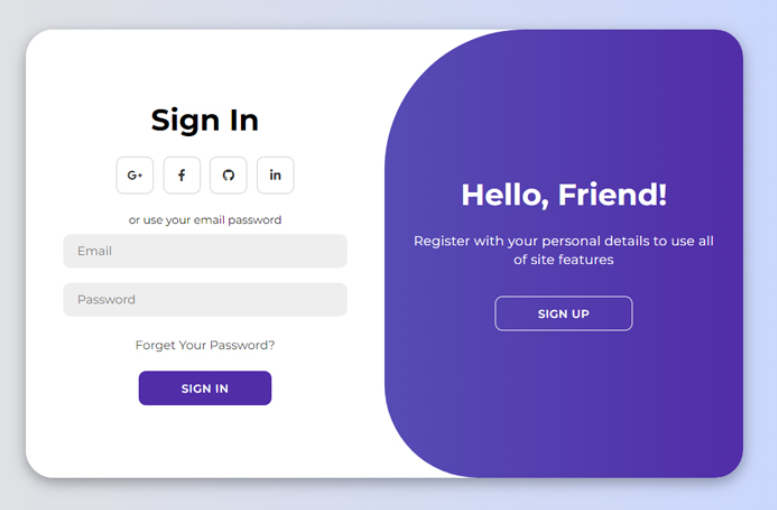 Sign In
G+
f
in
or use your email password
Email
Password
Forget Your Password?
SIGN IN
Hello, Friend!
Register with your personal details to use all
of site features
SIGN UP